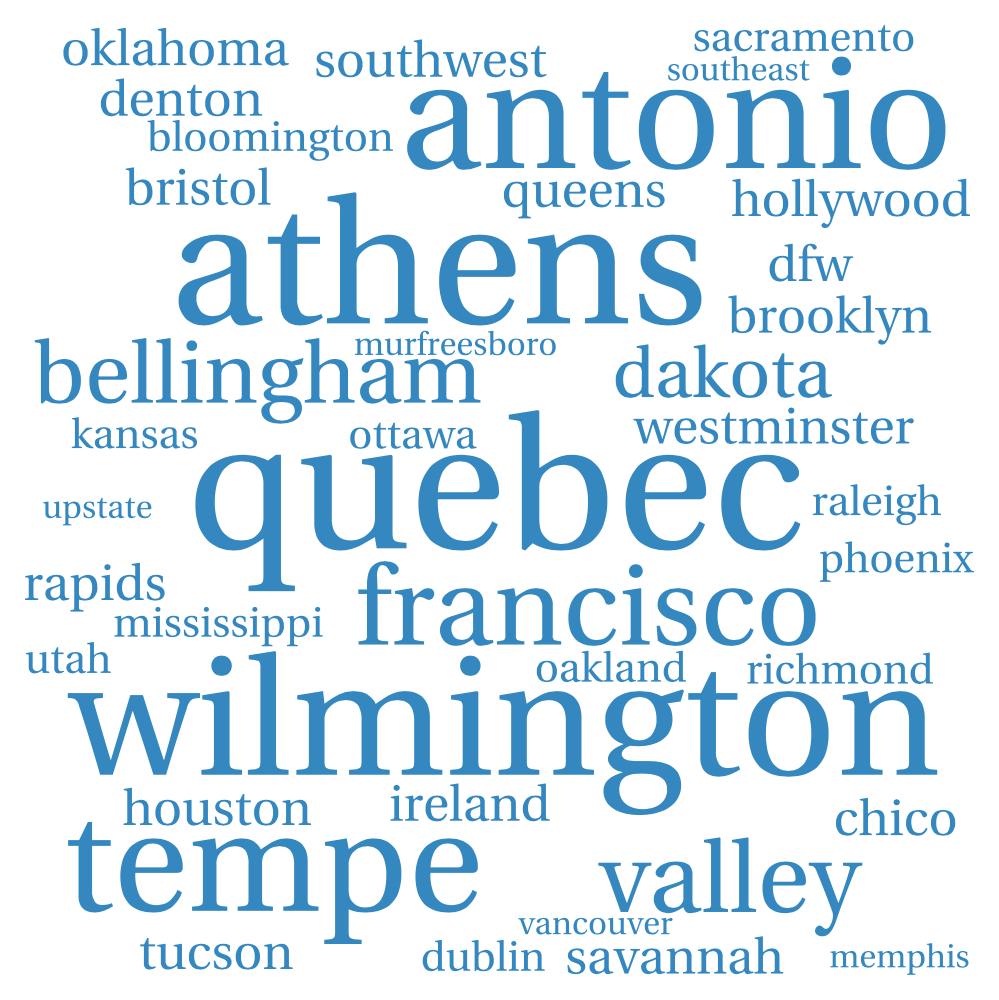 oklahoma
southwest
sacramento
southeast
denton
antonio
bloomington
bristol
queens
hollywood
athens
dfw
brooklyn
murfreesboro
bellingham
dakota
kansas
ottawa
westminster
quebec
upstate
raleigh
phoenix
rapids
francisco
mississippi
utah
oakland
richmond
wilmington
houston
ireland
chico
tempe
valley
vancouver
tucson
dublin
savannah
memphis